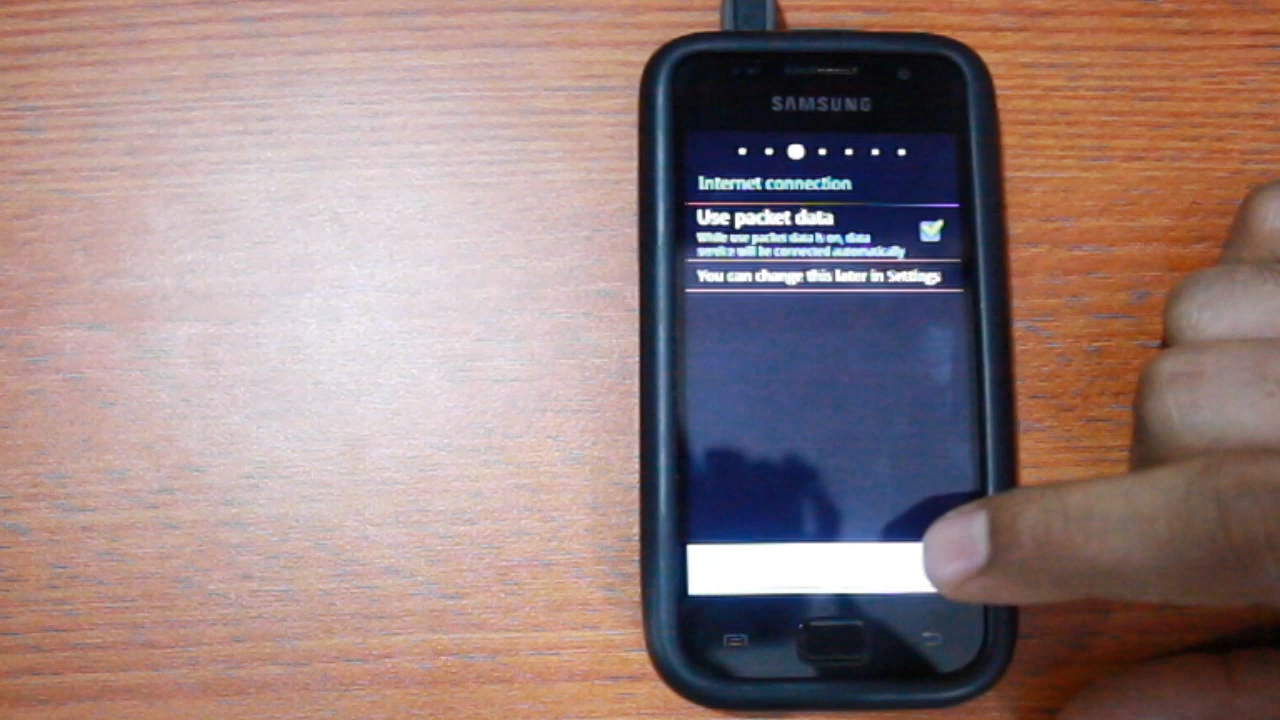 SAMSUNG
Internet connection
Use packet data
While use packet data is on, data
service will be connected automatically
You can change this later in Settings